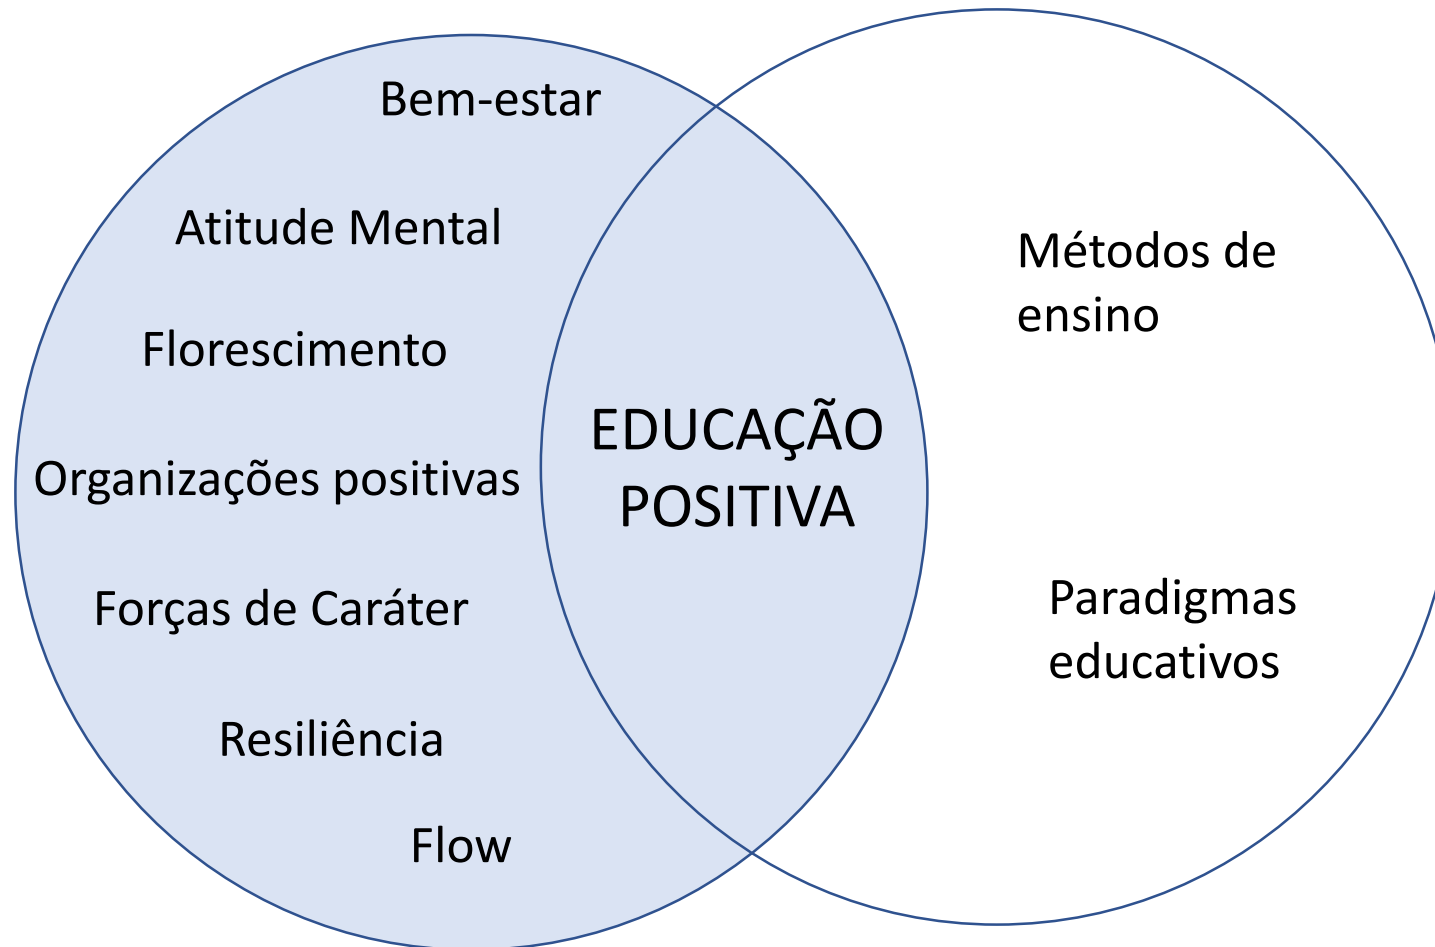 Bem-estar
Atitude Mental
Florescimento
Organizações positivas
Forças de Caráter
Resiliência
Flow
EDUCAÇÃO
POSITIVA
Métodos de
ensino
Paradigmas
educativos